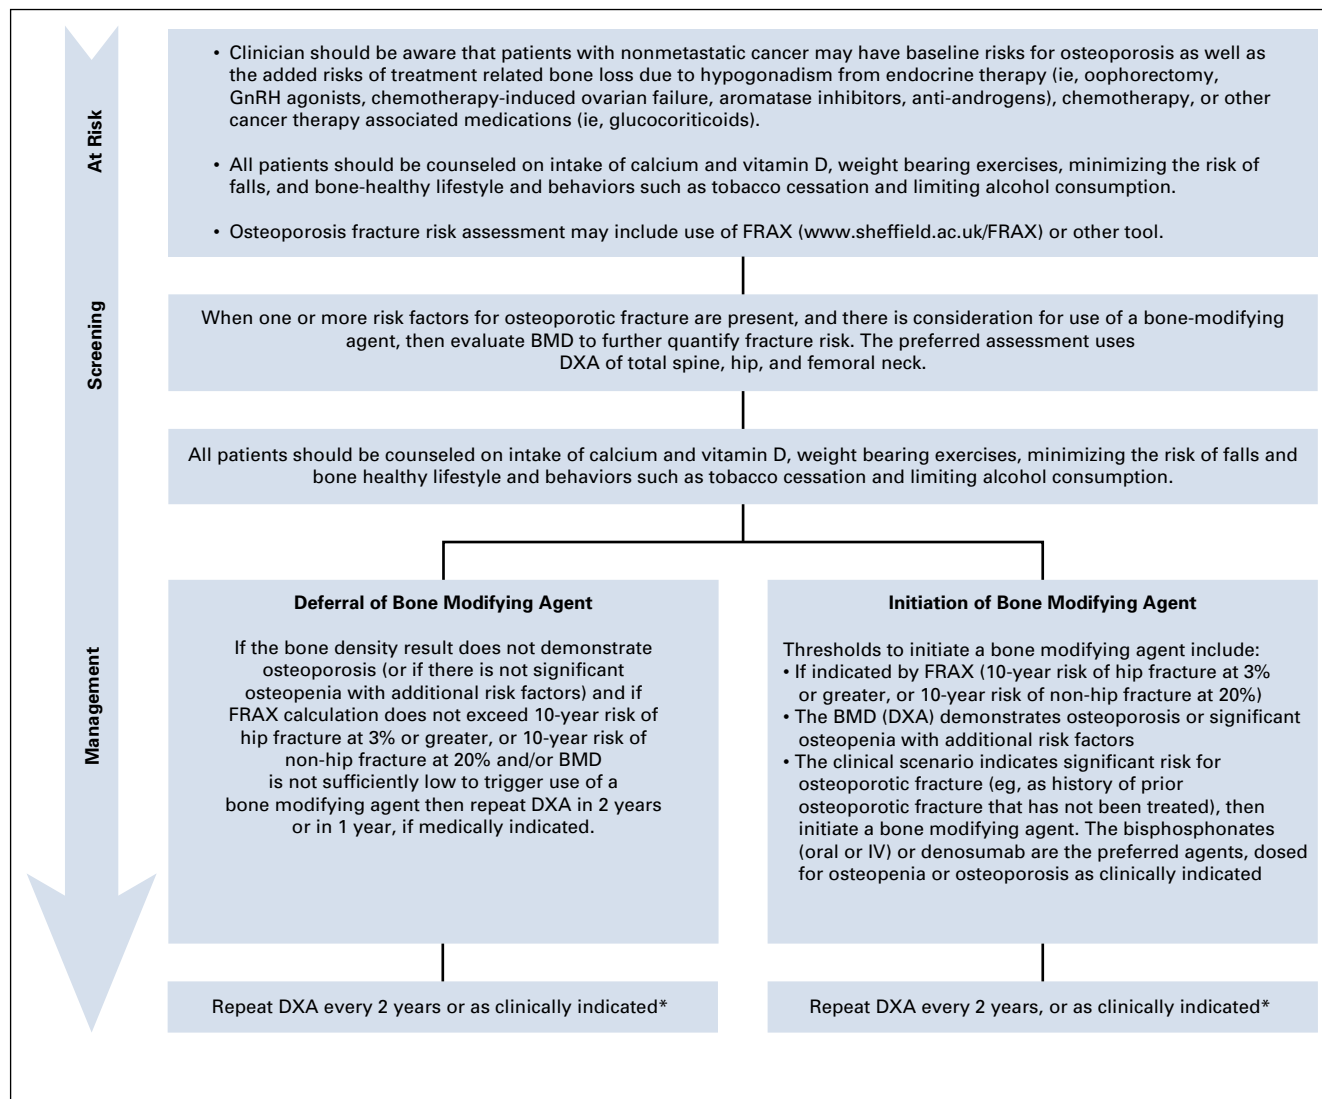 At Risk
• Clinician should be aware that patients with nonmetastatic cancer may have baseline risks for osteoporosis as well as
the added risks of treatment related bone loss due to hypogonadism from endocrine therapy (ie, oophorectomy,
GnRH agonists, chemotherapy-induced ovarian failure, aromatase inhibitors, anti-androgens), chemotherapy, or other
cancer therapy associated medications (ie, glucocorticoids).
• All patients should be counseled on intake of calcium and vitamin D, weight bearing exercises, minimizing the risk of
falls, and bone-healthy lifestyle and behaviors such as tobacco cessation and limiting alcohol consumption.
• Osteoporosis fracture risk assessment may include use of FRAX (www.sheffield.ac.uk/FRAX) or other tool.
Screening
When one or more risk factors for osteoporotic fracture are present, and there is consideration for use of a bone-modifying
agent, then evaluate BMD to further quantify fracture risk. The preferred assessment uses
DXA of total spine, hip, and femoral neck.
All patients should be counseled on intake of calcium and vitamin D, weight bearing exercises, minimizing the risk of falls and
bone healthy lifestyle and behaviors such as tobacco cessation and limiting alcohol consumption.
Management
Deferral of Bone Modifying Agent
If the bone density result does not demonstrate
osteoporosis (or if there is not significant
osteopenia with additional risk factors) and if
FRAX calculation does not exceed 10-year risk of
hip fracture at 3% or greater, or 10-year risk of
non-hip fracture at 20% and/or BMD
is not sufficiently low to trigger use of a
bone modifying agent then repeat DXA in 2 years
or in 1 year, if medically indicated.
Repeat DXA every 2 years or as clinically indicated*
Initiation of Bone Modifying Agent
Thresholds to initiate a bone modifying agent include:
• If indicated by FRAX (10-year risk of hip fracture at 3%
or greater, or 10-year risk of non-hip fracture at 20%)
• The BMD (DXA) demonstrates osteoporosis or significant
osteopenia with additional risk factors
• The clinical scenario indicates significant risk for
osteoporotic fracture (eg, as history of prior
osteoporotic fracture that has not been treated), then
initiate a bone modifying agent. The bisphosphonates
(oral or IV) or denosumab are the preferred agents, dosed
for osteopenia or osteoporosis as clinically indicated
Repeat DXA every 2 years, or as clinically indicated*